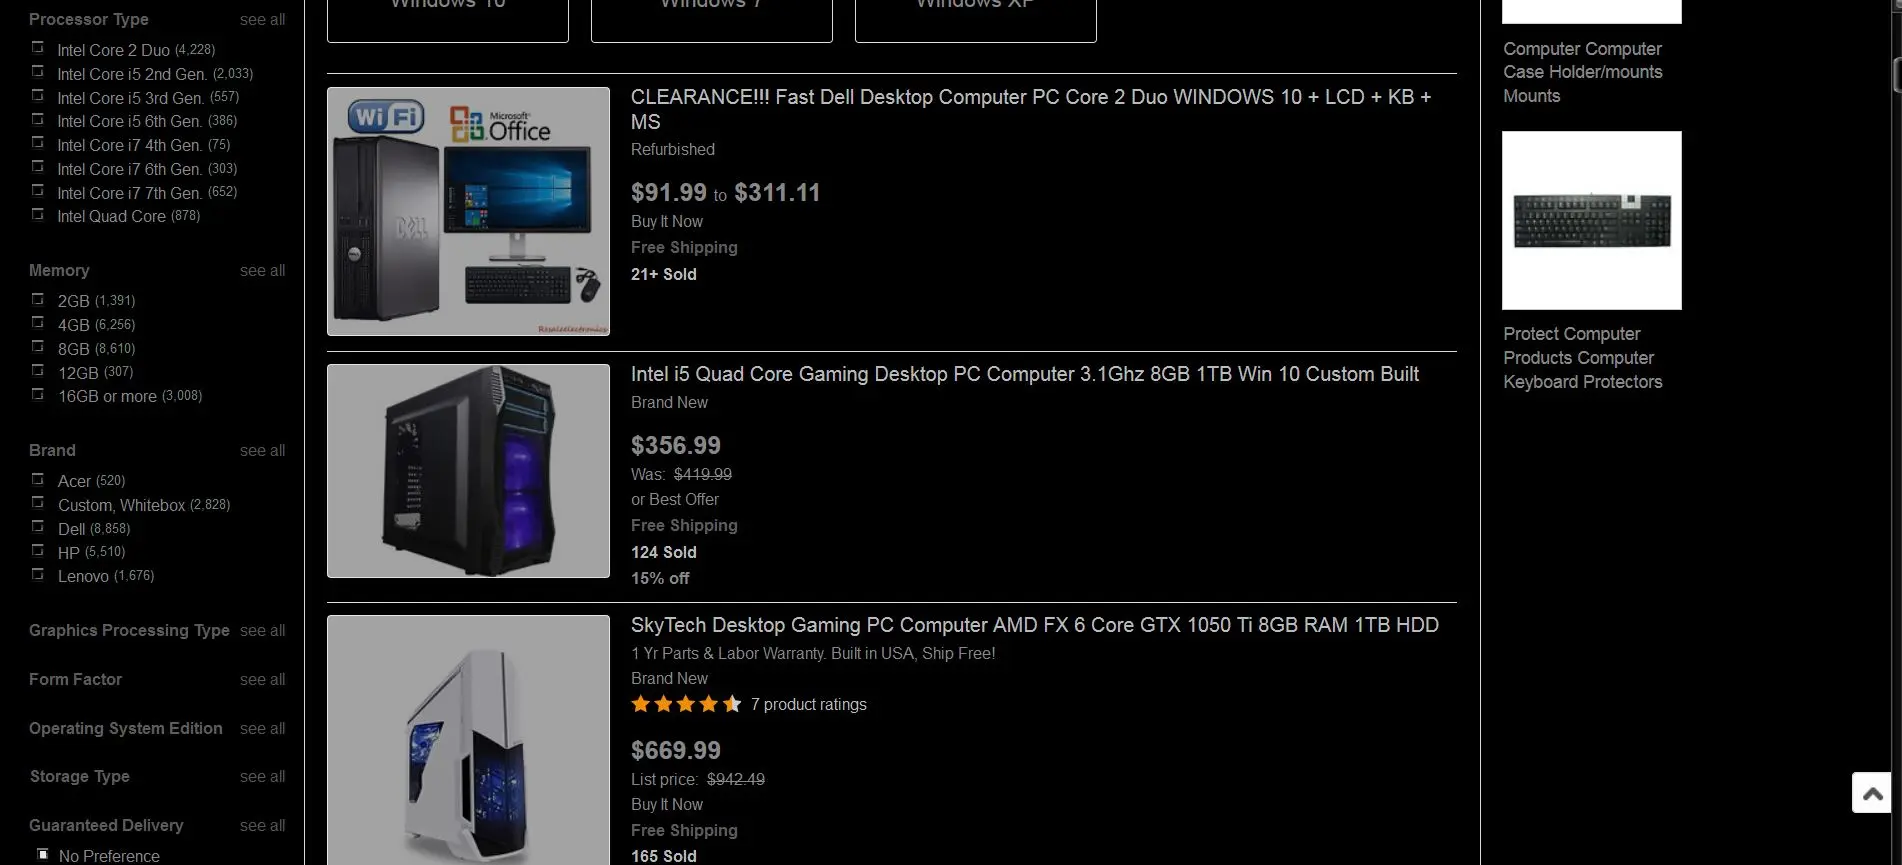 Processor Type see all
Intel Core 2 Duo (4,228)
Intel Core i5 2nd Gen. (2,033)
Intel Core i5 3rd Gen. (557)
Intel Core i5 6th Gen. (386)
Intel Core i7 4th Gen. (75)
Intel Core i7 6th Gen. (303)
Intel Core i7 7th Gen. (652)
Intel Quad Core (878)
Memory see all
2GB (1,391)
4GB (6,256)
8GB (8,610)
12GB (307)
16GB or more (3,008)
Brand see all
Acer (520)
Custom, Whitebox (2,828)
Dell (8,858)
HP (5,510)
Lenovo (1,676)
Graphics Processing Type see all
Form Factor see all
Operating System Edition see all
Storage Type see all
Guaranteed Delivery see all
No Preference
Windows 10
Windows 7
Windows XP
WiFi
Microsoft
Office
DELL
Resaleelectronics
CLEARANCE!!! Fast Dell Desktop Computer PC Core 2 Duo WINDOWS 10 + LCD + KB +
MS
Refurbished
$91.99 to $311.11
Buy It Now
Free Shipping
21+ Sold
Intel i5 Quad Core Gaming Desktop PC Computer 3.1Ghz 8GB 1TB Win 10 Custom Built
Brand New
$356.99
Was: $419.99
or Best Offer
Free Shipping
124 Sold
15% off
SkyTech Desktop Gaming PC Computer AMD FX 6 Core GTX 1050 Ti 8GB RAM 1TB HDD
1 Yr Parts & Labor Warranty. Built in USA, Ship Free!
Brand New
7 product ratings
$669.99
List price: $942.49
Buy It Now
Free Shipping
165 Sold
Computer Computer
Case Holder/mounts
Mounts
Protect Computer
Products Computer
Keyboard Protectors